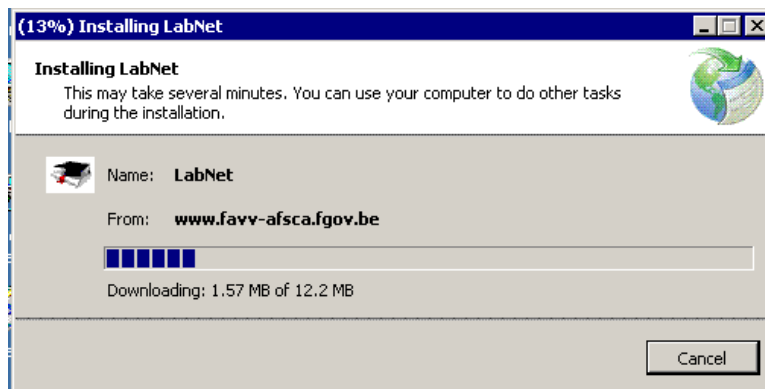 (13%) Installing LabNet
Installing LabNet
This may take several minutes. You can use your computer to do other tasks
during the installation.
Name: LabNet
From: www.favv-afsca.fgov.be
Downloading: 1.57 MB of 12.2 MB
Cancel